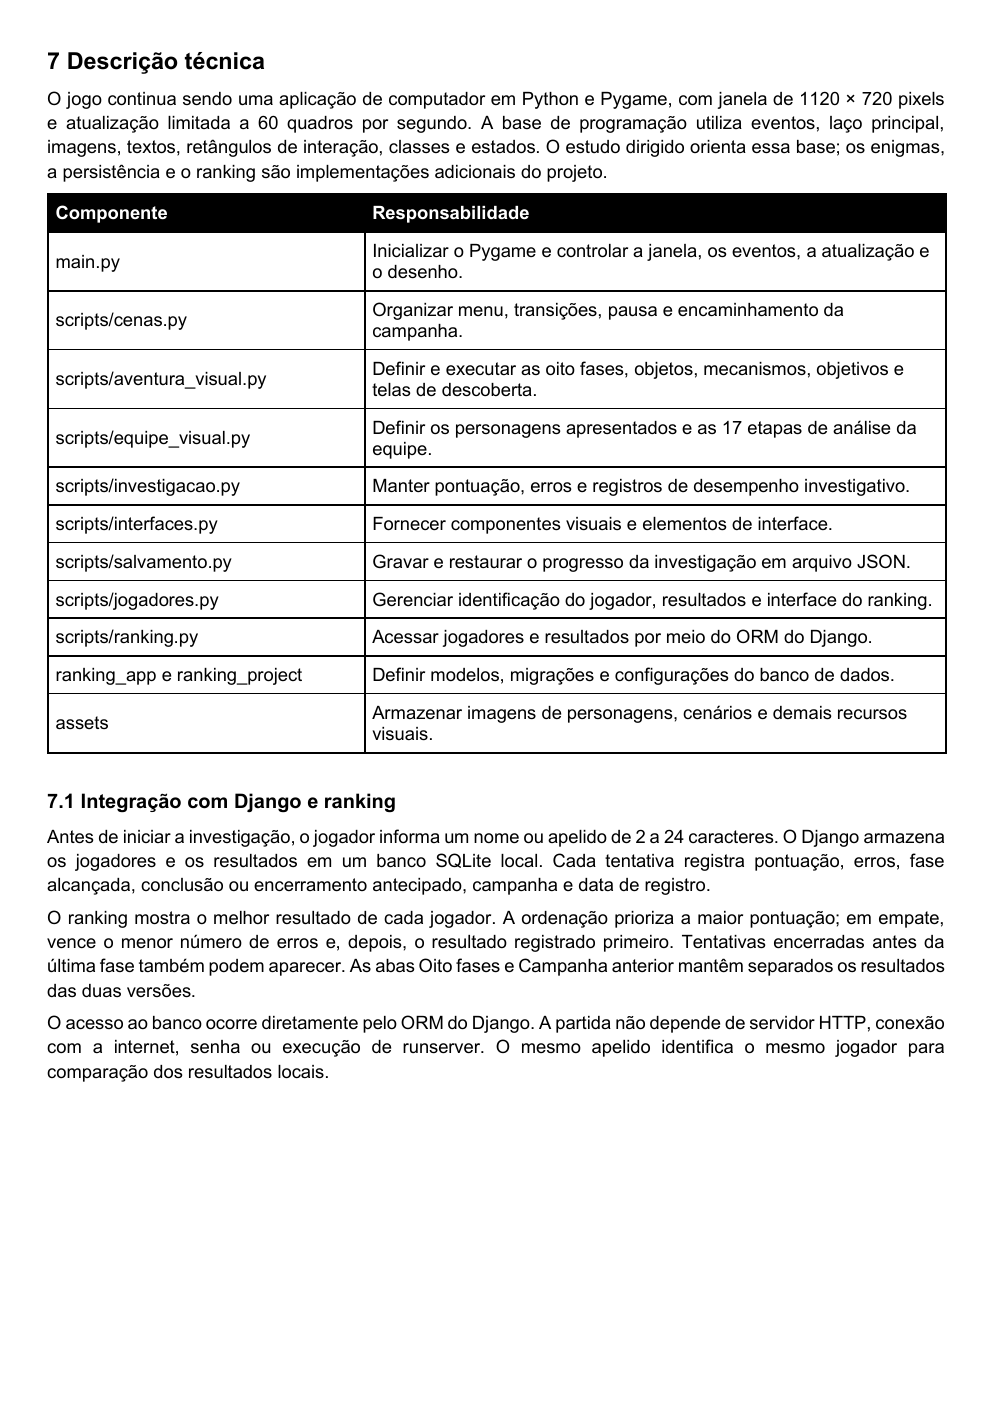 7 Descrição técnica
O jogo continua sendo uma aplicação de computador em Python e Pygame, com janela de 1120 × 720 pixels
e atualização limitada a 60 quadros por segundo. A base de programação utiliza eventos, laço principal,
imagens, textos, retângulos de interação, classes e estados. O estudo dirigido orienta essa base; os enigmas,
a persistência e o ranking são implementações adicionais do projeto.
Componente Responsabilidade
main.py Inicializar o Pygame e controlar a janela, os eventos, a atualização e
o desenho.
scripts/cenas.py Organizar menu, transições, pausa e encaminhamento da
campanha.
scripts/aventura_visual.py Definir e executar as oito fases, objetos, mecanismos, objetivos e
telas de descoberta.
scripts/equipe_visual.py Definir os personagens apresentados e as 17 etapas de análise da
equipe.
scripts/investigacao.py Manter pontuação, erros e registros de desempenho investigativo.
scripts/interfaces.py Fornecer componentes visuais e elementos de interface.
scripts/salvamento.py Gravar e restaurar o progresso da investigação em arquivo JSON.
scripts/jogadores.py Gerenciar identificação do jogador, resultados e interface do ranking.
scripts/ranking.py Acessar jogadores e resultados por meio do ORM do Django.
ranking_app e ranking_project Definir modelos, migrações e configurações do banco de dados.
assets Armazenar imagens de personagens, cenários e demais recursos
visuais.
7.1 Integração com Django e ranking
Antes de iniciar a investigação, o jogador informa um nome ou apelido de 2 a 24 caracteres. O Django armazena
os jogadores e os resultados em um banco SQLite local. Cada tentativa registra pontuação, erros, fase
alcançada, conclusão ou encerramento antecipado, campanha e data de registro.
O ranking mostra o melhor resultado de cada jogador. A ordenação prioriza a maior pontuação; em empate,
vence o menor número de erros e, depois, o resultado registrado primeiro. Tentativas encerradas antes da
última fase também podem aparecer. As abas Oito fases e Campanha anterior mantêm separados os resultados
das duas versões.
O acesso ao banco ocorre diretamente pelo ORM do Django. A partida não depende de servidor HTTP, conexão
com a internet, senha ou execução de runserver. O mesmo apelido identifica o mesmo jogador para
comparação dos resultados locais.